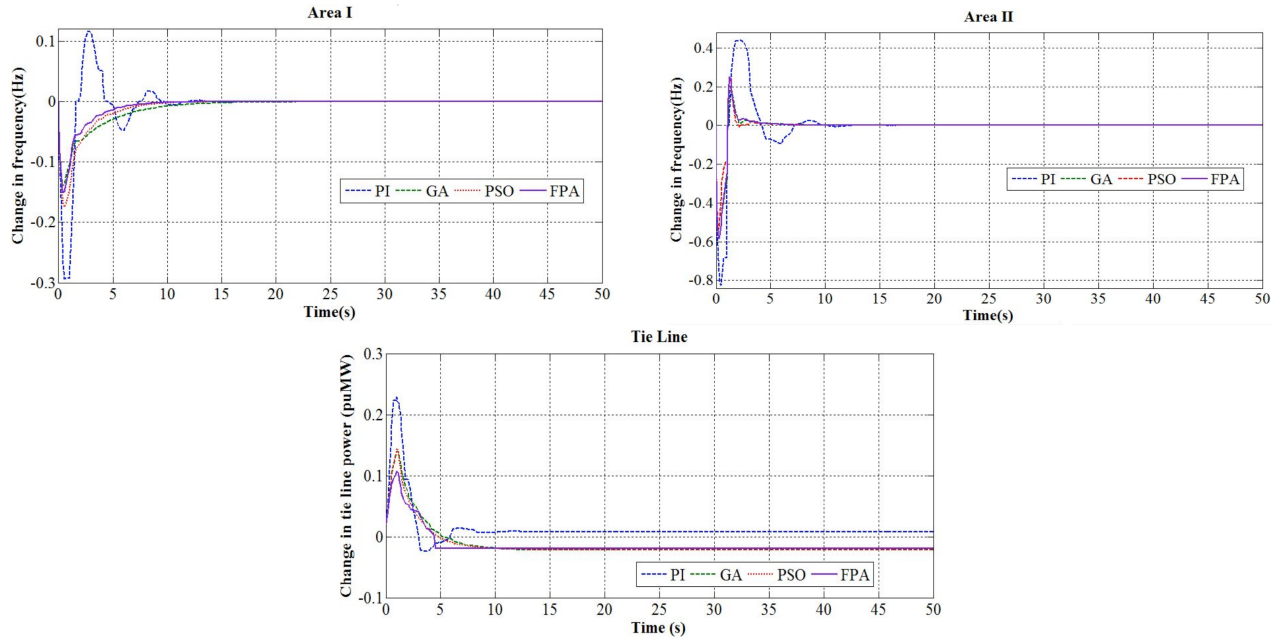 Area I
Change in frequency(Hz)
0.1
0
-0.1
-0.2
-0.3
PI GA PSO FPA
0 5 10 15 20 25 30 35 40 45 50
Time(s)
Area II
Change in frequency(Hz)
0.4
0.2
0
-0.2
-0.4
-0.6
-0.8
PI GA PSO FPA
0 5 10 15 20 25 30 35 40 45 50
Time(s)
Tie Line
Change in tie line power (puMW)
0.3
0.2
0.1
0
-0.1
PI GA PSO FPA
0 5 10 15 20 25 30 35 40 45 50
Time (s)